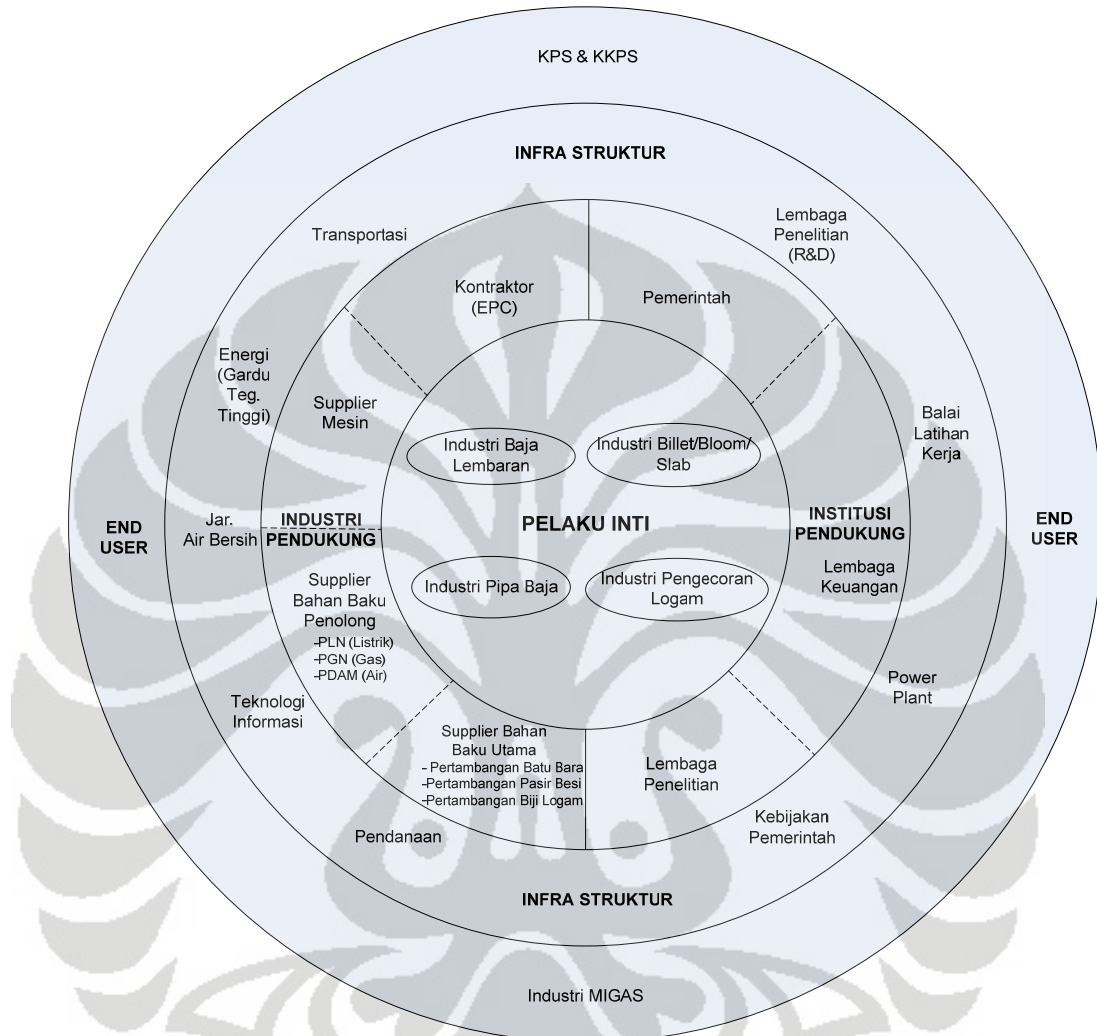 KPS & KKPS
INFRA STRUKTUR
Transportasi
Lembaga
Penelitian
(R&D)
Kontraktor
(EPC)
Pemerintah
Energi
(Gardu
Teg.
Tinggi)
Supplier
Mesin
Balai
Latihan
Kerja
Industri Baja
Lembaran
Industri Billet/Bloom/
Slab
END
USER
Jar.
Air Bersih
INDUSTRI
PENDUKUNG
PELAKU INTI
INSTITUSI
PENDUKUNG
END
USER
Lembaga
Keuangan
Supplier
Bahan Baku
Penolong
-PLN (Listrik)
-PGN (Gas)
-PDAM (Air)
Industri Pipa Baja
Industri Pengecoran
Logam
Teknologi
Informasi
Power
Plant
Supplier Bahan
Baku Utama
- Pertambangan Batu Bara
-Pertambangan Pasir Besi
-Pertambangan Biji Logam
Lembaga
Penelitian
Pendanaan
Kebijakan
Pemerintah
INFRA STRUKTUR
Industri MIGAS